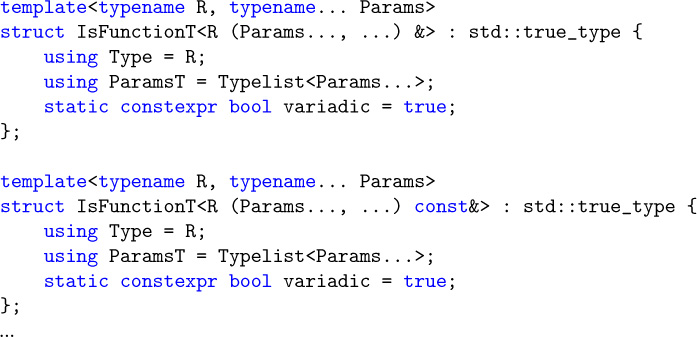 template<typename R, typename... Params>
struct IsFunctionT<R (Params..., ...) &> : std::true_type {
    using Type = R;
    using ParamsT = Typelist<Params...>;
    static constexpr bool variadic = true;
};

template<typename R, typename... Params>
struct IsFunctionT<R (Params..., ...) const&> : std::true_type {
    using Type = R;
    using ParamsT = Typelist<Params...>;
    static constexpr bool variadic = true;
};
...